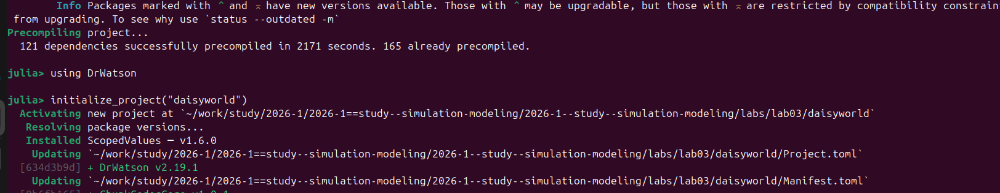 Info Packages marked with ^ and ⌅ have new versions available. Those with ^ may be upgradable, but those with ⌅ are restricted by compatibility constrain
from upgrading. To see why use `status --outdated -m`
Precompiling project...
121 dependencies successfully precompiled in 2171 seconds. 165 already precompiled.
julia> using DrWatson
julia> initialize_project("daisyworld")
Activating new project at `~/work/study/2026-1/2026-1==study--simulation-modeling/2026-1--study--simulation-modeling/labs/lab03/daisyworld`
Resolving package versions...
Installed ScopedValues ─ v1.6.0
Updating `~/work/study/2026-1/2026-1==study--simulation-modeling/2026-1--study--simulation-modeling/labs/lab03/daisyworld/Project.toml`
[634d3b9d] + DrWatson v2.19.1
Updating `~/work/study/2026-1/2026-1==study--simulation-modeling/2026-1--study--simulation-modeling/labs/lab03/daisyworld/Manifest.toml`